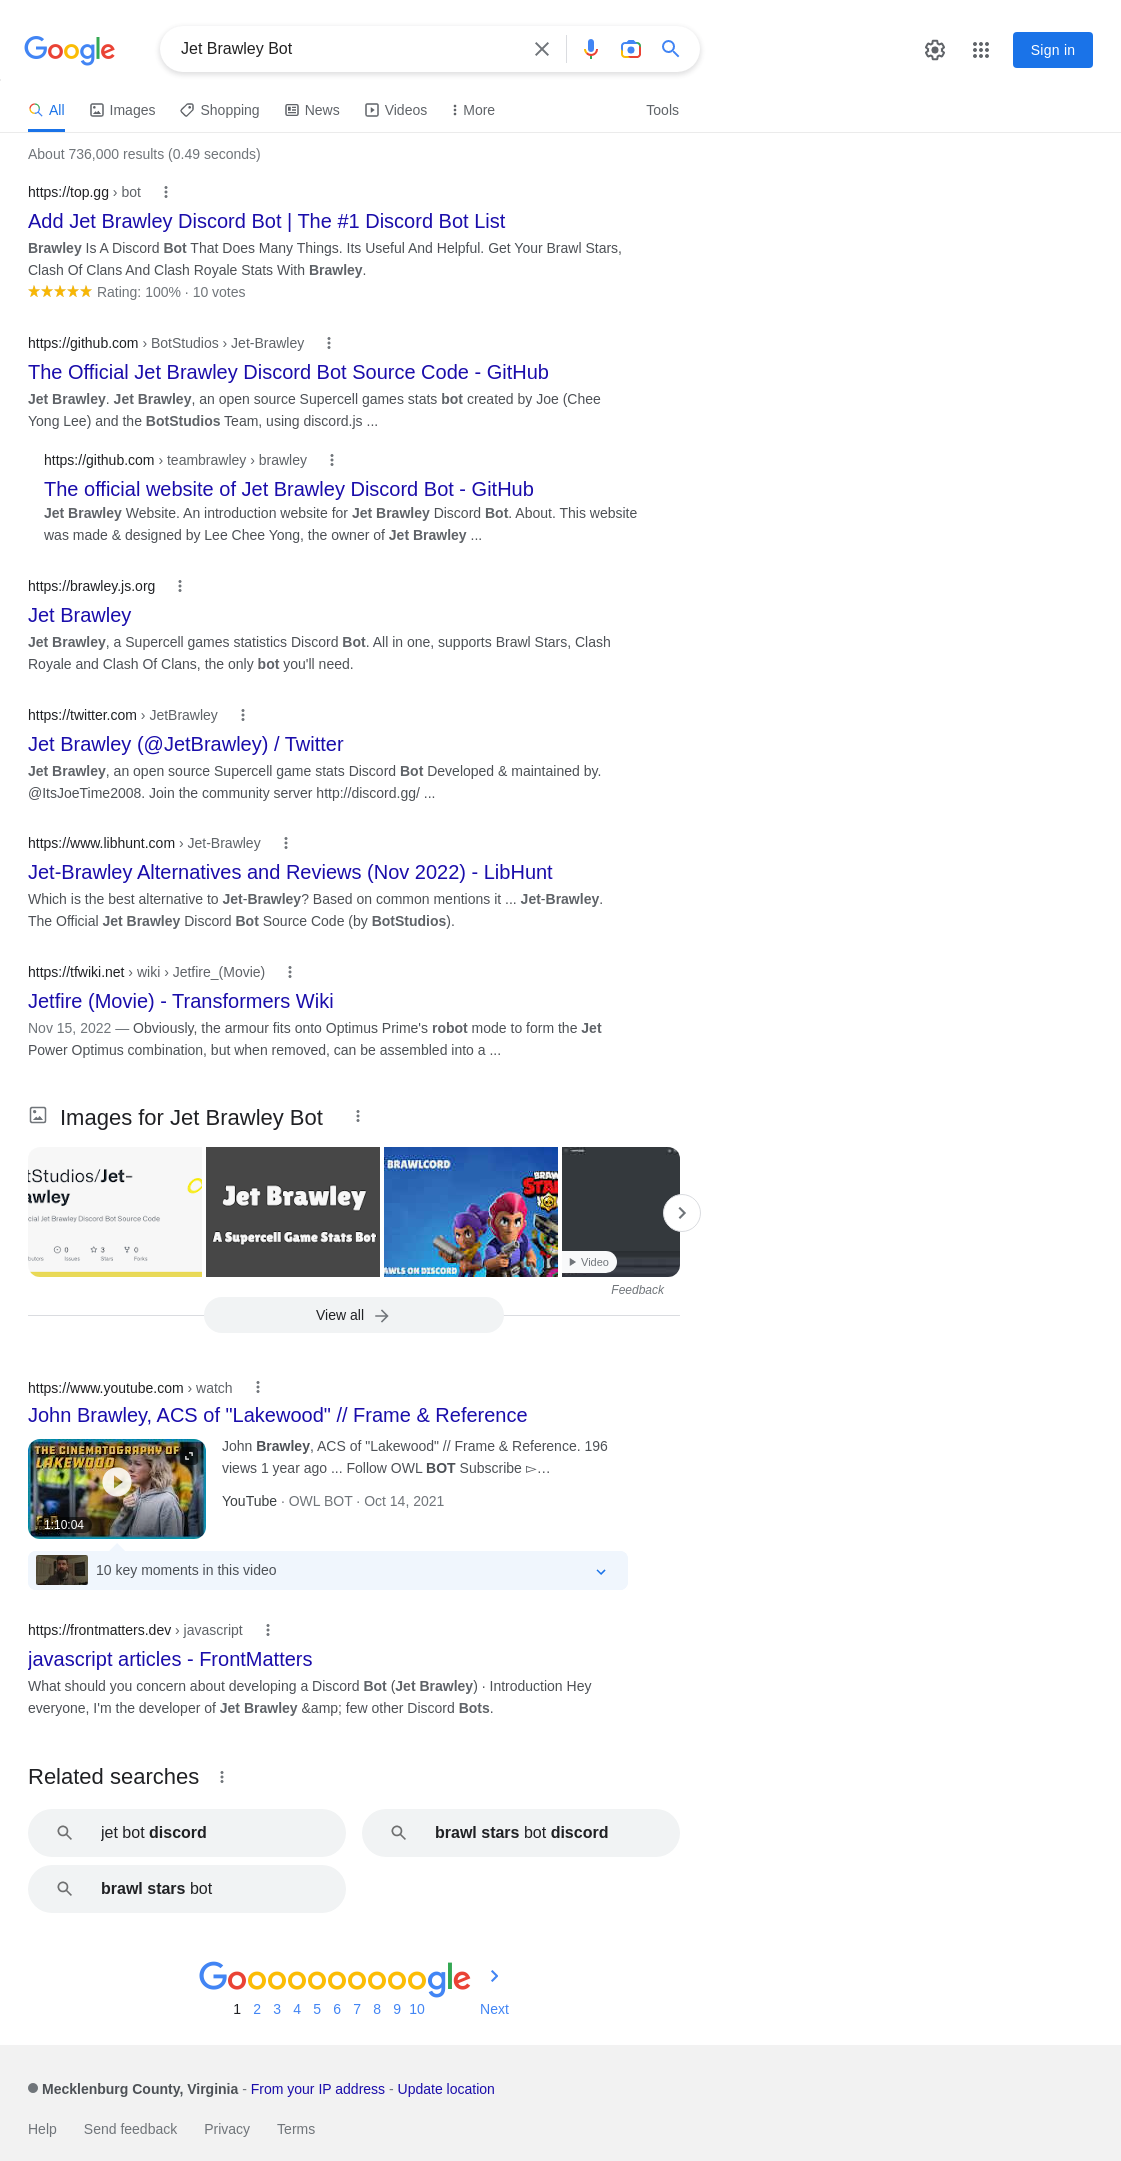 Google
Jet Brawley Bot
Sign in
All
Images
Shopping
News
Videos
More
Tools
About 736,000 results (0.49 seconds)
https://top.gg › bot
Add Jet Brawley Discord Bot | The #1 Discord Bot List
Brawley Is A Discord Bot That Does Many Things. Its Useful And Helpful. Get Your Brawl Stars,
Clash Of Clans And Clash Royale Stats With Brawley.
Rating: 100% · 10 votes
https://github.com › BotStudios › Jet-Brawley
The Official Jet Brawley Discord Bot Source Code - GitHub
Jet Brawley. Jet Brawley, an open source Supercell games stats bot created by Joe (Chee
Yong Lee) and the BotStudios Team, using discord.js ...
https://github.com › teambrawley › brawley
The official website of Jet Brawley Discord Bot - GitHub
Jet Brawley Website. An introduction website for Jet Brawley Discord Bot. About. This website
was made & designed by Lee Chee Yong, the owner of Jet Brawley ...
https://brawley.js.org
Jet Brawley
Jet Brawley, a Supercell games statistics Discord Bot. All in one, supports Brawl Stars, Clash
Royale and Clash Of Clans, the only bot you'll need.
https://twitter.com › JetBrawley
Jet Brawley (@JetBrawley) / Twitter
Jet Brawley, an open source Supercell game stats Discord Bot Developed & maintained by.
@ItsJoeTime2008. Join the community server http://discord.gg/ ...
https://www.libhunt.com › Jet-Brawley
Jet-Brawley Alternatives and Reviews (Nov 2022) - LibHunt
Which is the best alternative to Jet-Brawley? Based on common mentions it ... Jet-Brawley.
The Official Jet Brawley Discord Bot Source Code (by BotStudios).
https://tfwiki.net › wiki › Jetfire_(Movie)
Jetfire (Movie) - Transformers Wiki
Nov 15, 2022 — Obviously, the armour fits onto Optimus Prime's robot mode to form the Jet
Power Optimus combination, but when removed, can be assembled into a ...
Images for Jet Brawley Bot
tStudios/Jet-
awley
cial Jet Brawley Discord Bot Source Code
0 0 3 0
Issues Stars Forks
Jet Brawley
A Supercell Game Stats Bot
BRAWLCORD
BRAW
STA
AWLS ON DISCORD
Video
Feedback
View all
https://www.youtube.com › watch
John Brawley, ACS of "Lakewood" // Frame & Reference
THE CINEMATOGRAPHY OF
LAKEWOOD
1:10:04
John Brawley, ACS of "Lakewood" // Frame & Reference. 196
views 1 year ago ... Follow OWL BOT Subscribe ▻…
YouTube · OWL BOT · Oct 14, 2021
10 key moments in this video
https://frontmatters.dev › javascript
javascript articles - FrontMatters
What should you concern about developing a Discord Bot (Jet Brawley) · Introduction Hey
everyone, I'm the developer of Jet Brawley &amp; few other Discord Bots.
Related searches
jet bot discord
brawl stars bot discord
brawl stars bot
Goooooooooogle
1 2 3 4 5 6 7 8 9 10 Next
Mecklenburg County, Virginia - From your IP address - Update location
Help Send feedback Privacy Terms